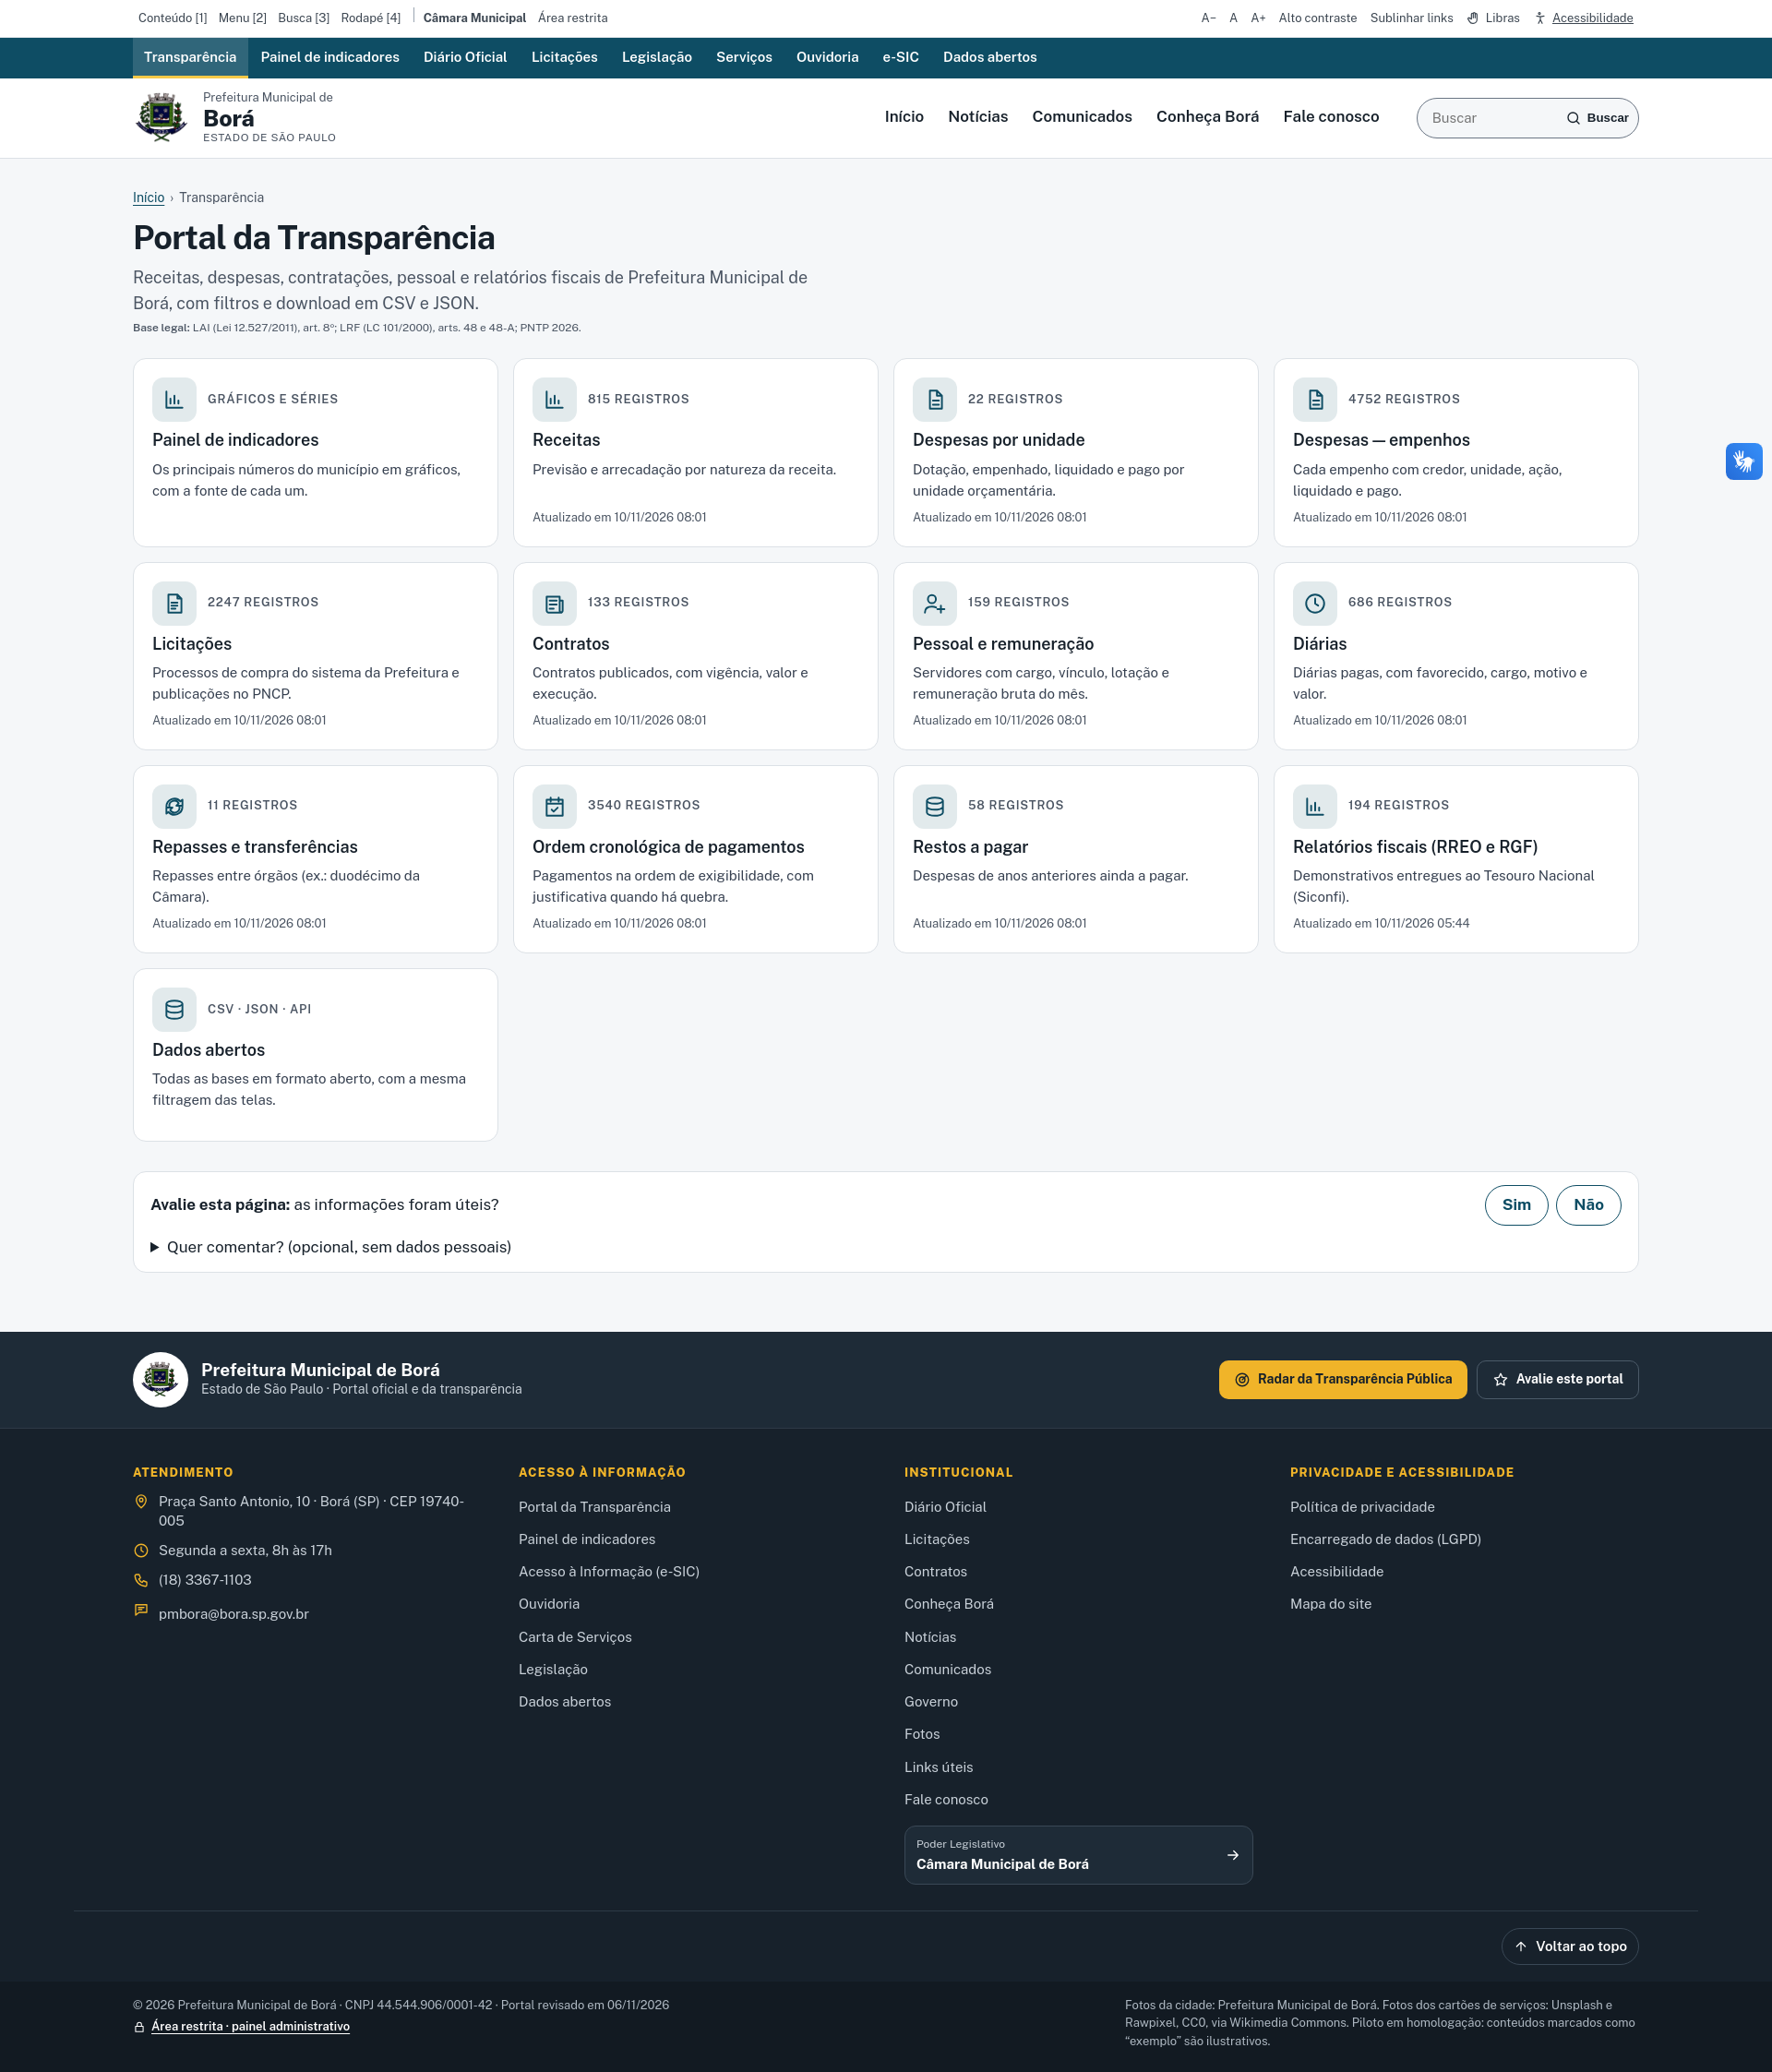 Conteúdo [1] Menu [2] Busca [3] Rodapé [4] Câmara Municipal Área restrita A− A A+ Alto contraste Sublinhar links Libras Acessibilidade
Transparência Painel de indicadores Diário Oficial Licitações Legislação Serviços Ouvidoria e-SIC Dados abertos
Prefeitura Municipal de
Borá
ESTADO DE SÃO PAULO
Início Notícias Comunicados Conheça Borá Fale conosco Buscar Buscar
Início › Transparência
Portal da Transparência
Receitas, despesas, contratações, pessoal e relatórios fiscais de Prefeitura Municipal de
Borá, com filtros e download em CSV e JSON.
Base legal: LAI (Lei 12.527/2011), art. 8º; LRF (LC 101/2000), arts. 48 e 48-A; PNTP 2026.
GRÁFICOS E SÉRIES
Painel de indicadores
Os principais números do município em gráficos,
com a fonte de cada um.
815 REGISTROS
Receitas
Previsão e arrecadação por natureza da receita.
Atualizado em 10/11/2026 08:01
22 REGISTROS
Despesas por unidade
Dotação, empenhado, liquidado e pago por
unidade orçamentária.
Atualizado em 10/11/2026 08:01
4752 REGISTROS
Despesas — empenhos
Cada empenho com credor, unidade, ação,
liquidado e pago.
Atualizado em 10/11/2026 08:01
2247 REGISTROS
Licitações
Processos de compra do sistema da Prefeitura e
publicações no PNCP.
Atualizado em 10/11/2026 08:01
133 REGISTROS
Contratos
Contratos publicados, com vigência, valor e
execução.
Atualizado em 10/11/2026 08:01
159 REGISTROS
Pessoal e remuneração
Servidores com cargo, vínculo, lotação e
remuneração bruta do mês.
Atualizado em 10/11/2026 08:01
686 REGISTROS
Diárias
Diárias pagas, com favorecido, cargo, motivo e
valor.
Atualizado em 10/11/2026 08:01
11 REGISTROS
Repasses e transferências
Repasses entre órgãos (ex.: duodécimo da
Câmara).
Atualizado em 10/11/2026 08:01
3540 REGISTROS
Ordem cronológica de pagamentos
Pagamentos na ordem de exigibilidade, com
justificativa quando há quebra.
Atualizado em 10/11/2026 08:01
58 REGISTROS
Restos a pagar
Despesas de anos anteriores ainda a pagar.
Atualizado em 10/11/2026 08:01
194 REGISTROS
Relatórios fiscais (RREO e RGF)
Demonstrativos entregues ao Tesouro Nacional
(Siconfi).
Atualizado em 10/11/2026 05:44
CSV · JSON · API
Dados abertos
Todas as bases em formato aberto, com a mesma
filtragem das telas.
Avalie esta página: as informações foram úteis? Sim Não
Quer comentar? (opcional, sem dados pessoais)
Prefeitura Municipal de Borá
Estado de São Paulo · Portal oficial e da transparência
Radar da Transparência Pública Avalie este portal
ATENDIMENTO
Praça Santo Antonio, 10 · Borá (SP) · CEP 19740-
005
Segunda a sexta, 8h às 17h
(18) 3367-1103
pmbora@bora.sp.gov.br
ACESSO À INFORMAÇÃO
Portal da Transparência
Painel de indicadores
Acesso à Informação (e-SIC)
Ouvidoria
Carta de Serviços
Legislação
Dados abertos
INSTITUCIONAL
Diário Oficial
Licitações
Contratos
Conheça Borá
Notícias
Comunicados
Governo
Fotos
Links úteis
Fale conosco
Poder Legislativo
Câmara Municipal de Borá
PRIVACIDADE E ACESSIBILIDADE
Política de privacidade
Encarregado de dados (LGPD)
Acessibilidade
Mapa do site
Voltar ao topo
© 2026 Prefeitura Municipal de Borá · CNPJ 44.544.906/0001-42 · Portal revisado em 06/11/2026
Área restrita · painel administrativo
Fotos da cidade: Prefeitura Municipal de Borá. Fotos dos cartões de serviços: Unsplash e
Rawpixel, CC0, via Wikimedia Commons. Piloto em homologação: conteúdos marcados como
“exemplo” são ilustrativos.